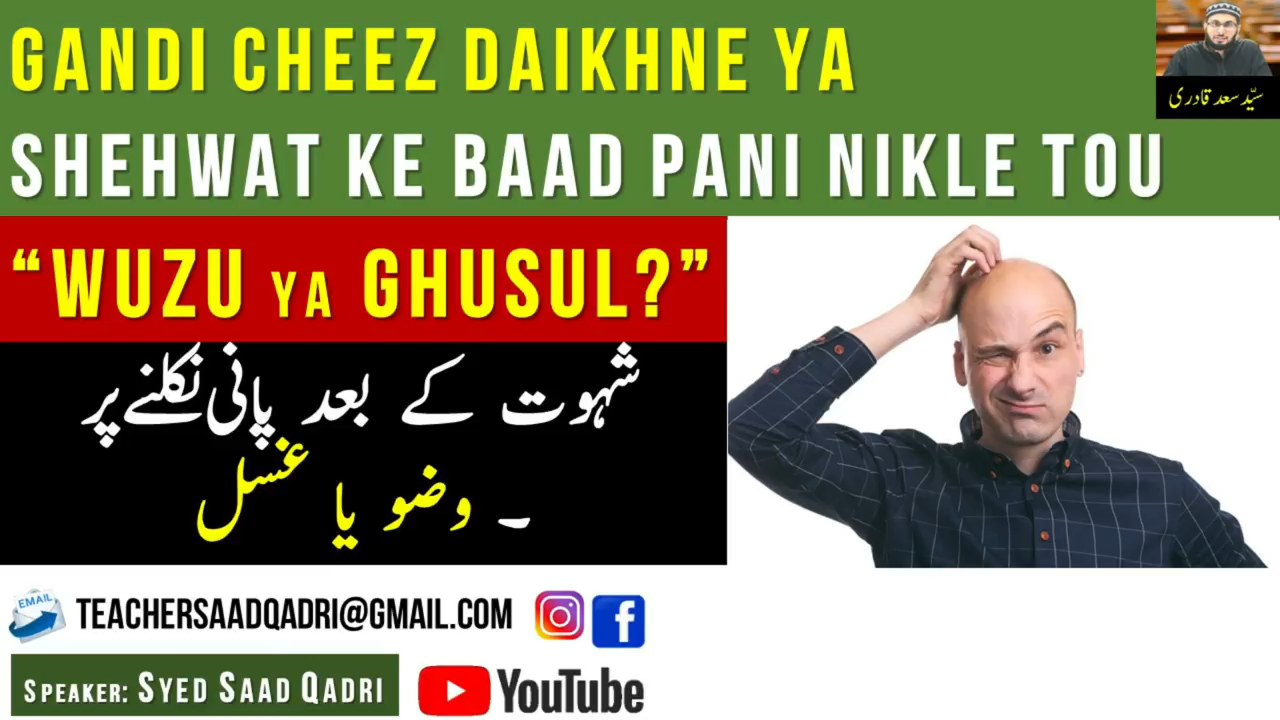 GANDI CHEEZ DAIKHNE YA
سیّد سعد قادری
SHEHWAT KE BAAD PANI NIKLE TOU
“WUZU YA GHUSUL?”
شہوت کے بعد پانی نکلنے پر
۔ وضو یا غسل
EMAIL
TEACHERSAADQADRI@GMAIL.COM
SPEAKER: SYED SAAD QADRI
YouTube